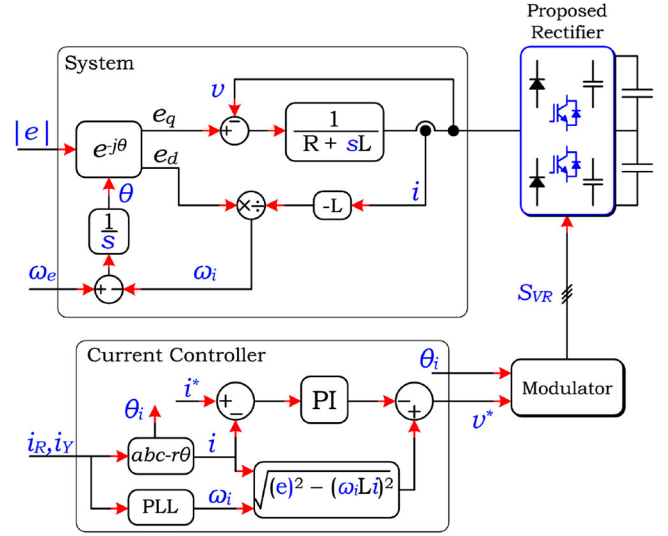 Proposed
Rectifier
System
v
|e|
e_q
+ −
1
R + sL
e^-jθ
e_d
θ
×÷
-L
i
1
s
ω_e
+ −
ω_i
S_VR
Current Controller
θ_i
i*
+
−
PI
−
+
Modulator
v*
θ_i
i_R,i_Y
abc-rθ
i
√(e)² − (ω_iLi)²
PLL
ω_i